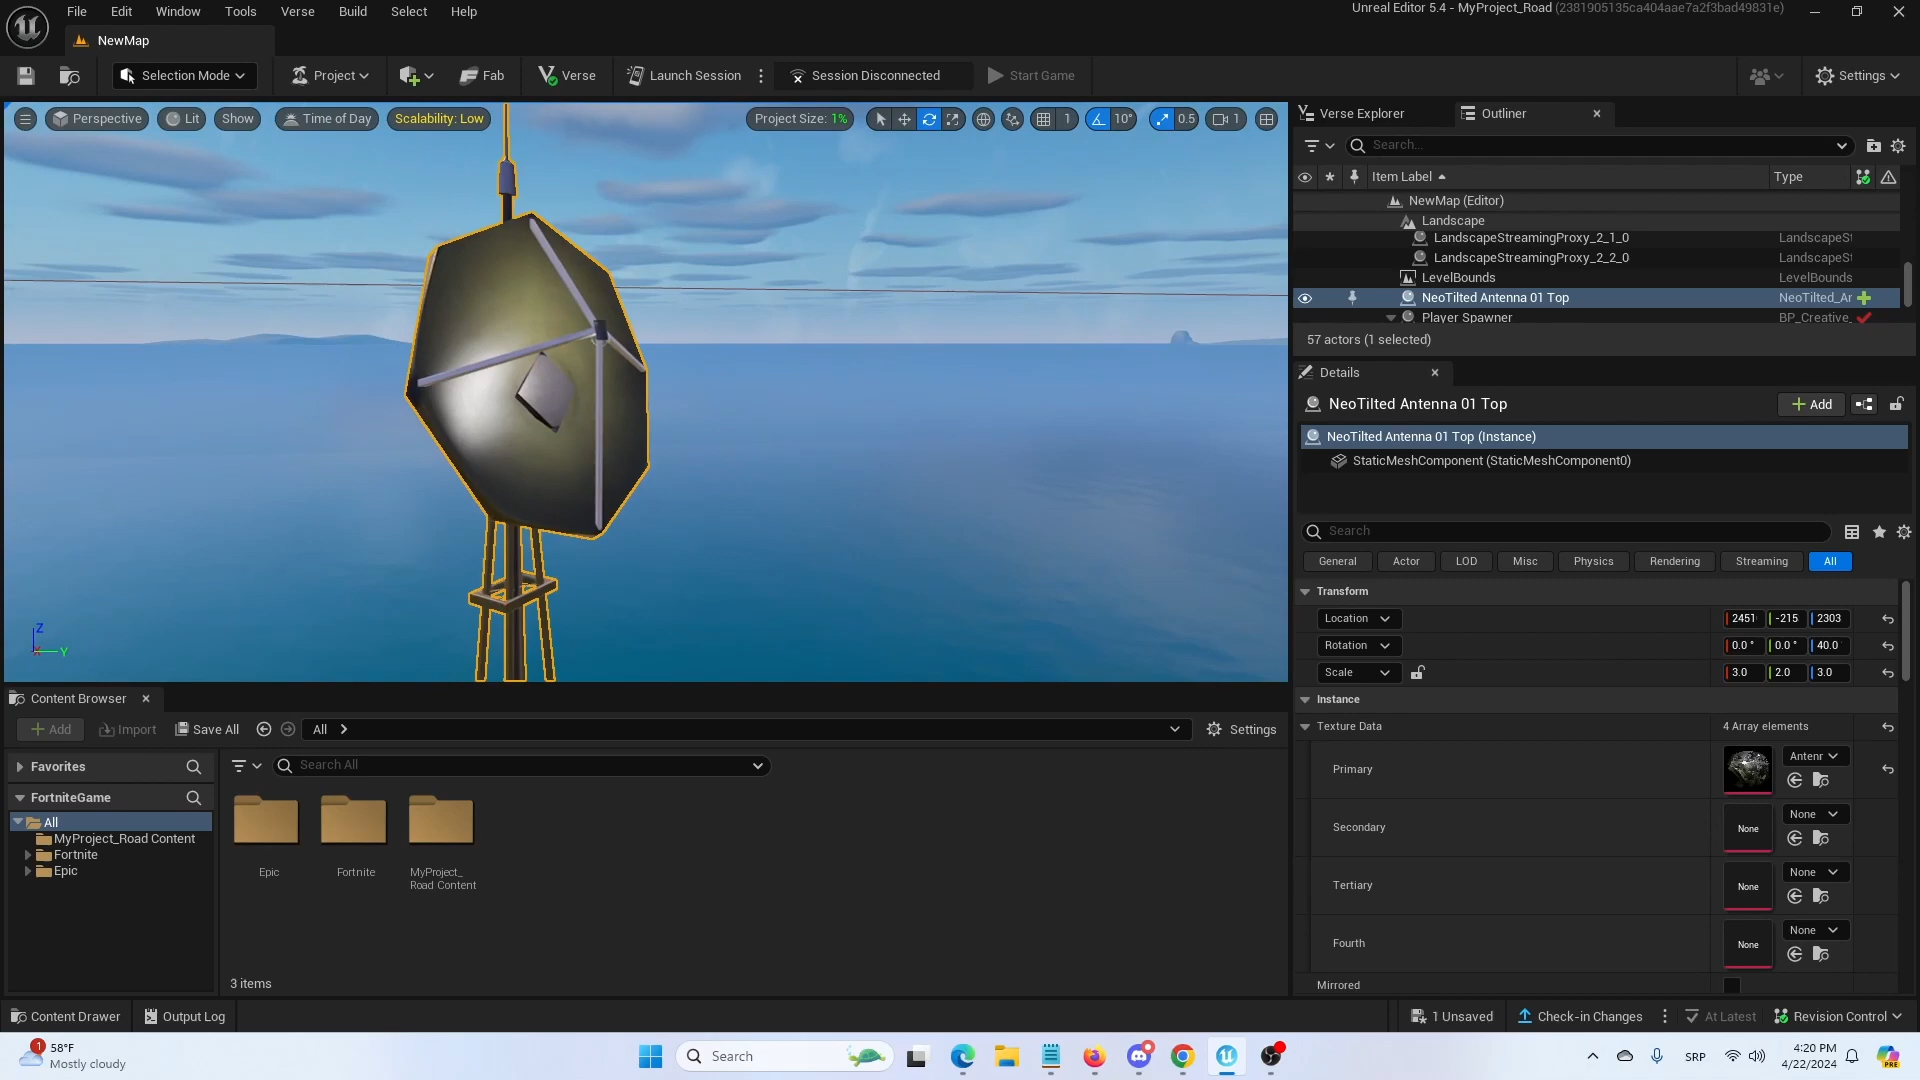 File Edit Window Tools Verse Build Select Help
Unreal Editor 5.4 - MyProject_Road (2381905135ca404aae7a2f3bad49831e)
NewMap
Selection Mode Project Fab Verse Launch Session Session Disconnected Start Game Settings
Perspective Lit Show Time of Day Scalability: Low Project Size: 1% 1 10° 0.5 1
Z
Y
Verse Explorer Outliner
Search...
Item Label Type
NewMap (Editor)
Landscape
LandscapeStreamingProxy_2_1_0 LandscapeSt
LandscapeStreamingProxy_2_2_0 LandscapeSt
LevelBounds LevelBounds
NeoTilted Antenna 01 Top NeoTilted_Ar
Player Spawner BP_Creative_
57 actors (1 selected)
Details
NeoTilted Antenna 01 Top Add
NeoTilted Antenna 01 Top (Instance)
StaticMeshComponent (StaticMeshComponent0)
Search
General Actor LOD Misc Physics Rendering Streaming All
Transform
Location 2451 -215 2303
Rotation 0.0 ° 0.0 ° 40.0
Scale 3.0 2.0 3.0
Instance
Texture Data 4 Array elements
Primary Antenr
Secondary None None
Tertiary None None
Fourth None None
Mirrored
Content Browser
Add Import Save All All Settings
Favorites
FortniteGame
All
MyProject_Road Content
Fortnite
Epic
Search All
Epic Fortnite MyProject_
Road Content
3 items
Content Drawer Output Log 1 Unsaved Check-in Changes At Latest Revision Control
1
58°F
Mostly cloudy
Search
SRP
4:20 PM
4/22/2024
PRE